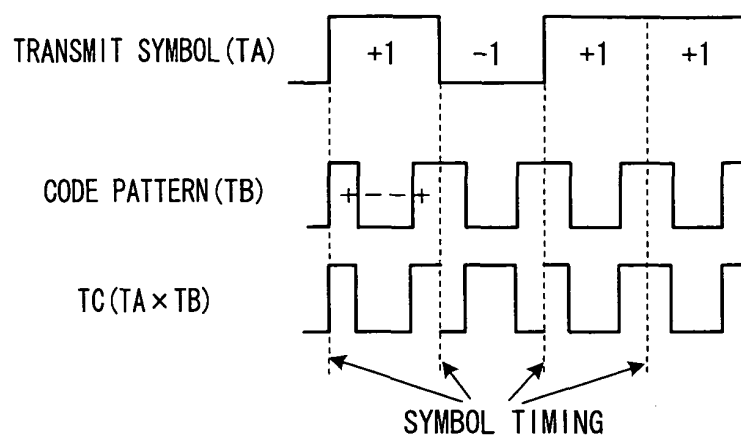 TRANSMIT SYMBOL(TA)
+1 -1 +1 +1
CODE PATTERN(TB)
+ - - +
TC(TA×TB)
SYMBOL TIMING